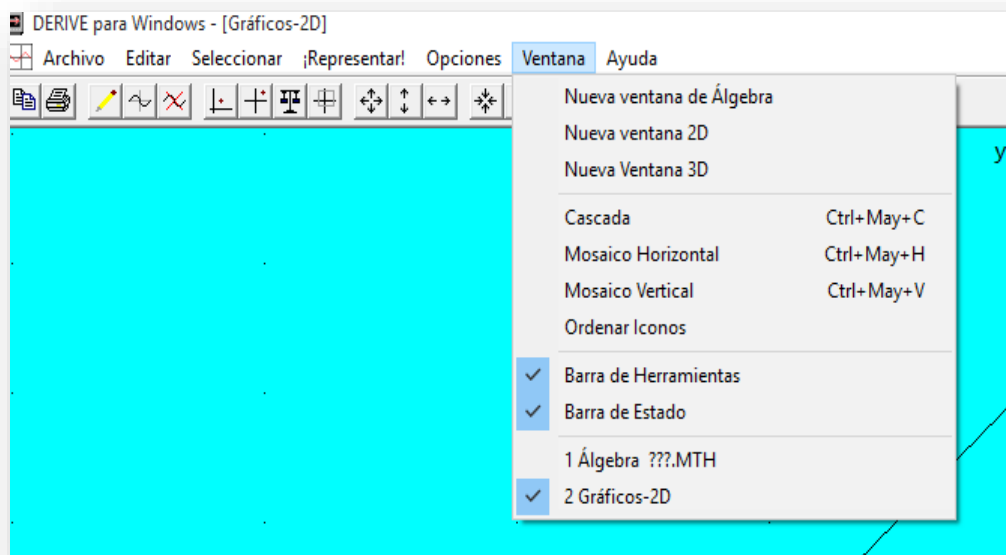 DERIVE para Windows - [Gráficos-2D]
Archivo Editar Seleccionar ¡Representar! Opciones Ventana Ayuda
Nueva ventana de Álgebra
Nueva ventana 2D
Nueva Ventana 3D
Cascada Ctrl+May+C
Mosaico Horizontal Ctrl+May+H
Mosaico Vertical Ctrl+May+V
Ordenar Iconos
Barra de Herramientas
Barra de Estado
1 Álgebra ???.MTH
2 Gráficos-2D
y